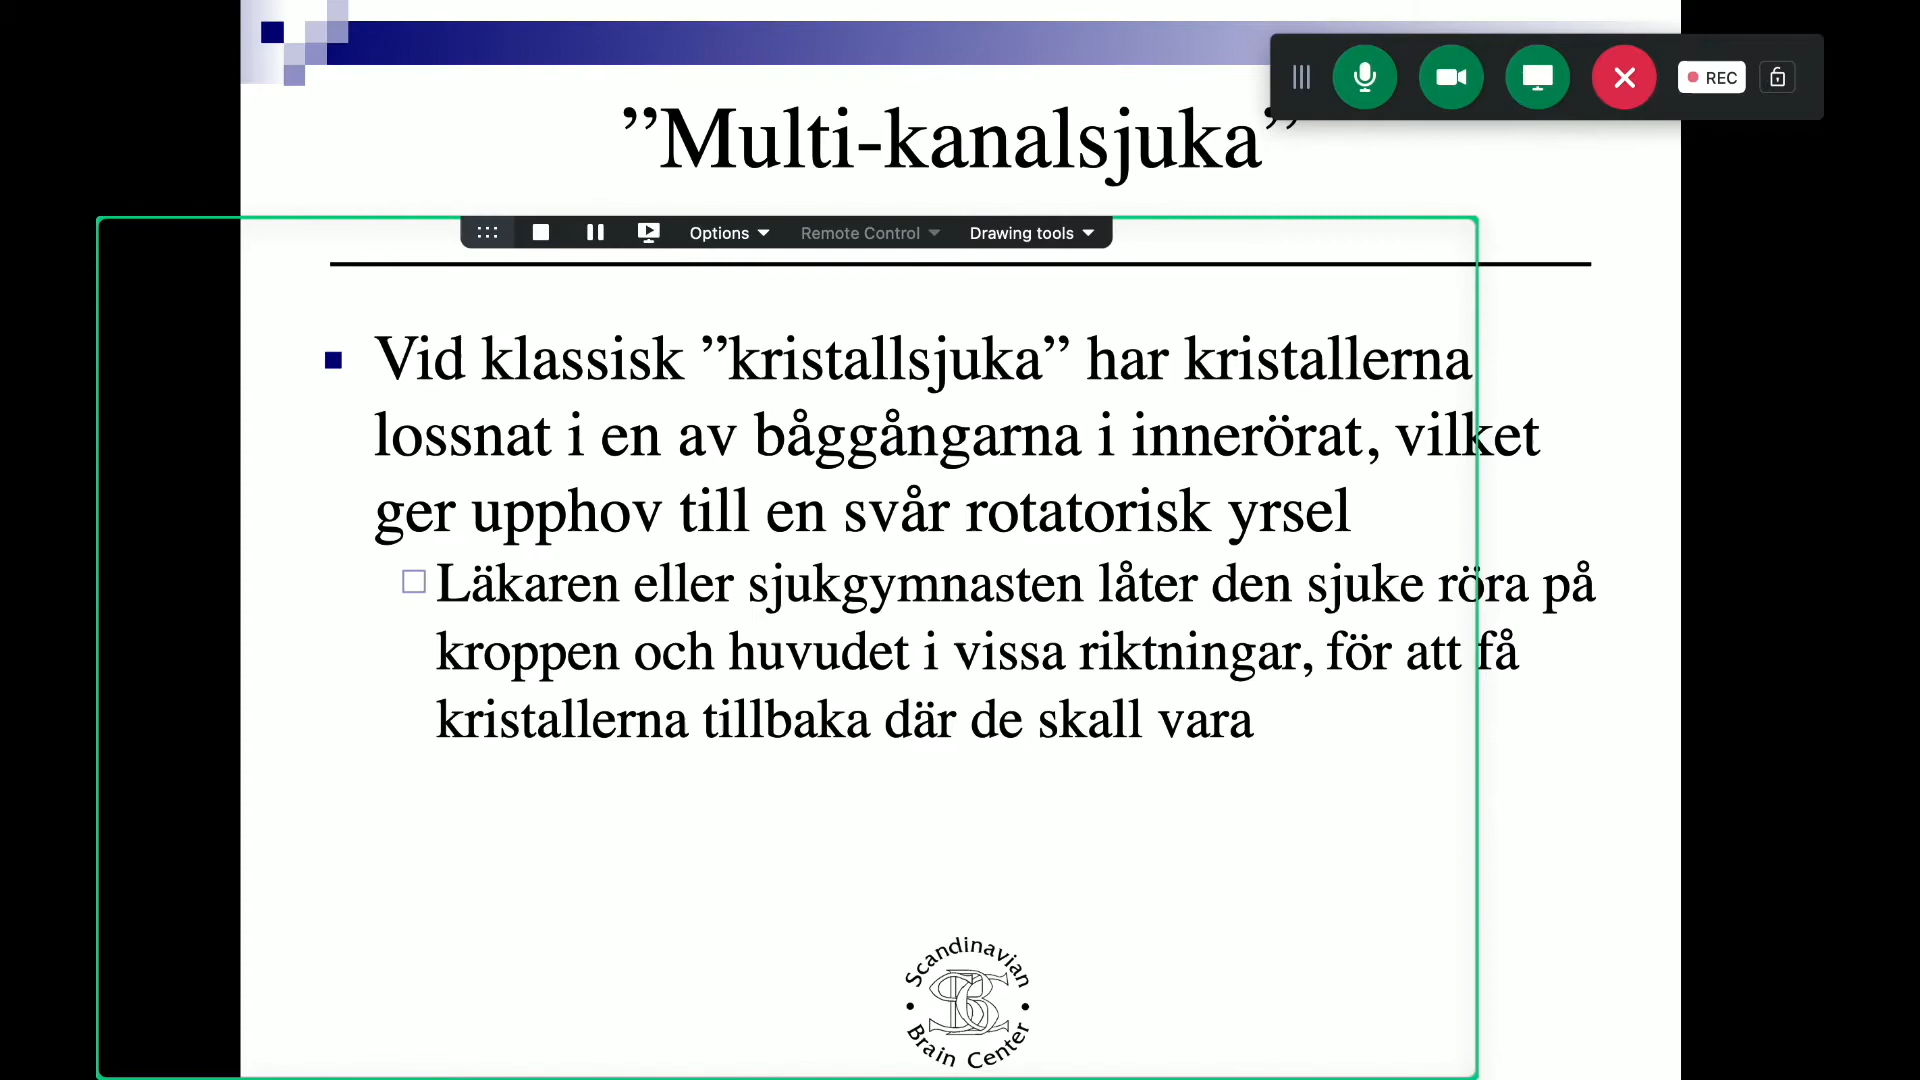 REC
”Multi-kanalsjuka”
Options
Remote Control
Drawing tools
Vid klassisk ”kristallsjuka” har kristallerna
lossnat i en av båggångarna i innerörat, vilket
ger upphov till en svår rotatorisk yrsel
Läkaren eller sjukgymnasten låter den sjuke röra på
kroppen och huvudet i vissa riktningar, för att få
kristallerna tillbaka där de skall vara
Scandinavian
SBC
Brain Center